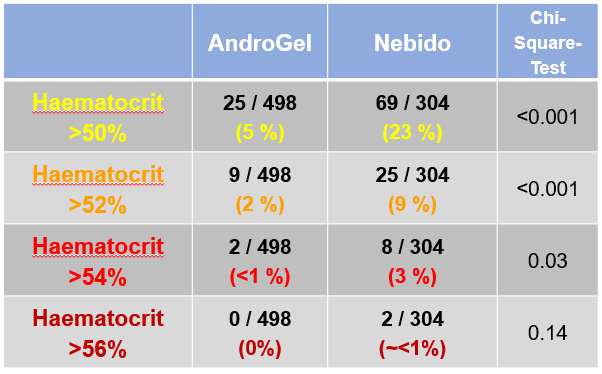 AndroGel
Nebido
Chi-
Square-
Test
Haematocrit
>50%
25 / 498
(5 %)
69 / 304
(23 %)
<0.001
Haematocrit
>52%
9 / 498
(2 %)
25 / 304
(9 %)
<0.001
Haematocrit
>54%
2 / 498
(<1 %)
8 / 304
(3 %)
0.03
Haematocrit
>56%
0 / 498
(0%)
2 / 304
(~<1%)
0.14